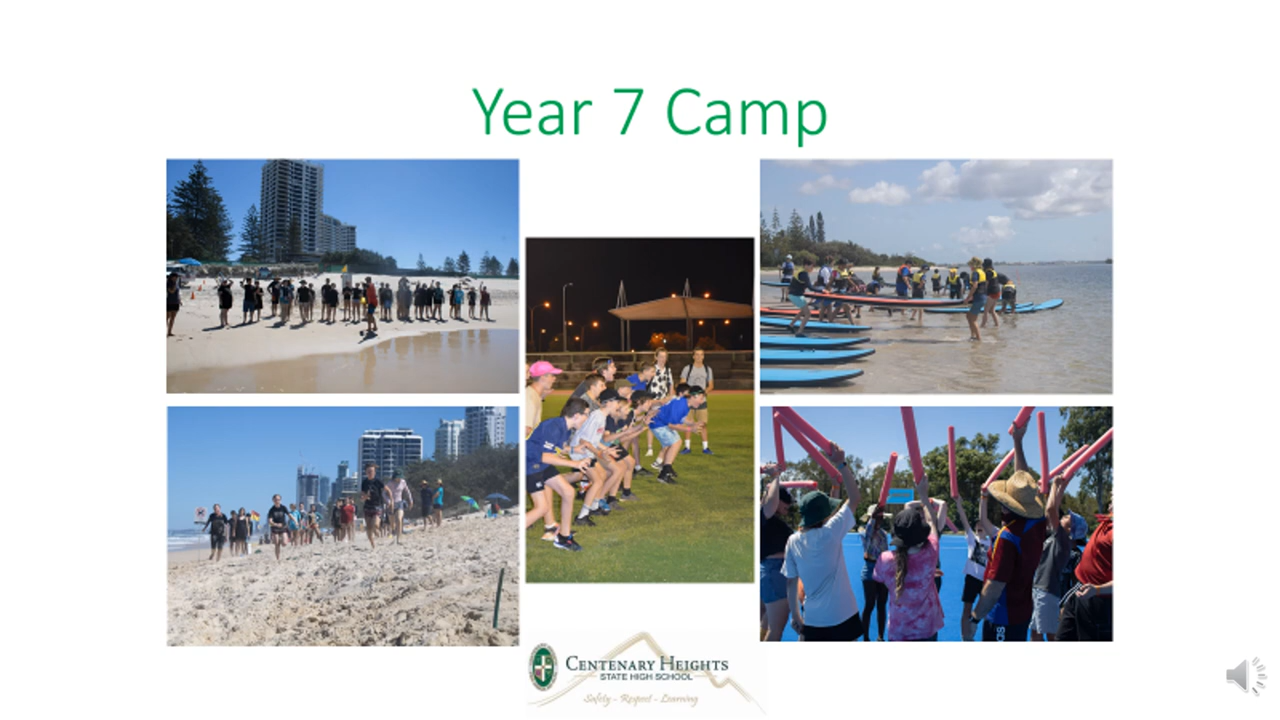 Year 7 Camp
CENTENARY HEIGHTS
STATE HIGH SCHOOL
Safety - Respect - Learning